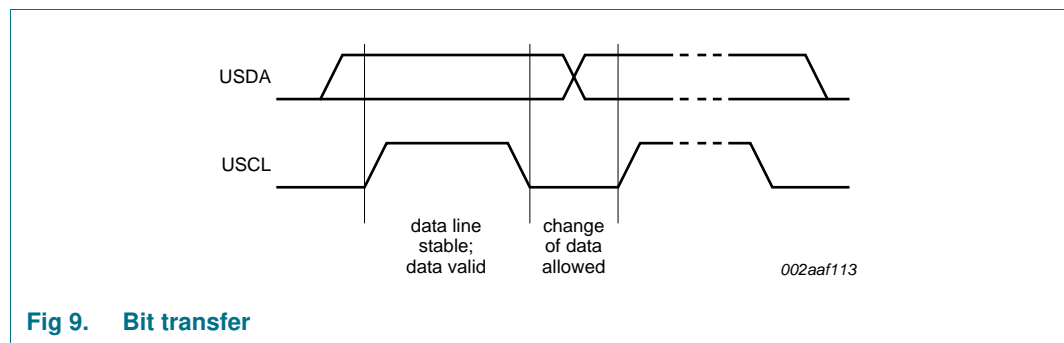 USDA
USCL
data line
stable;
data valid
change
of data
allowed
002aaf113
Fig 9. Bit transfer